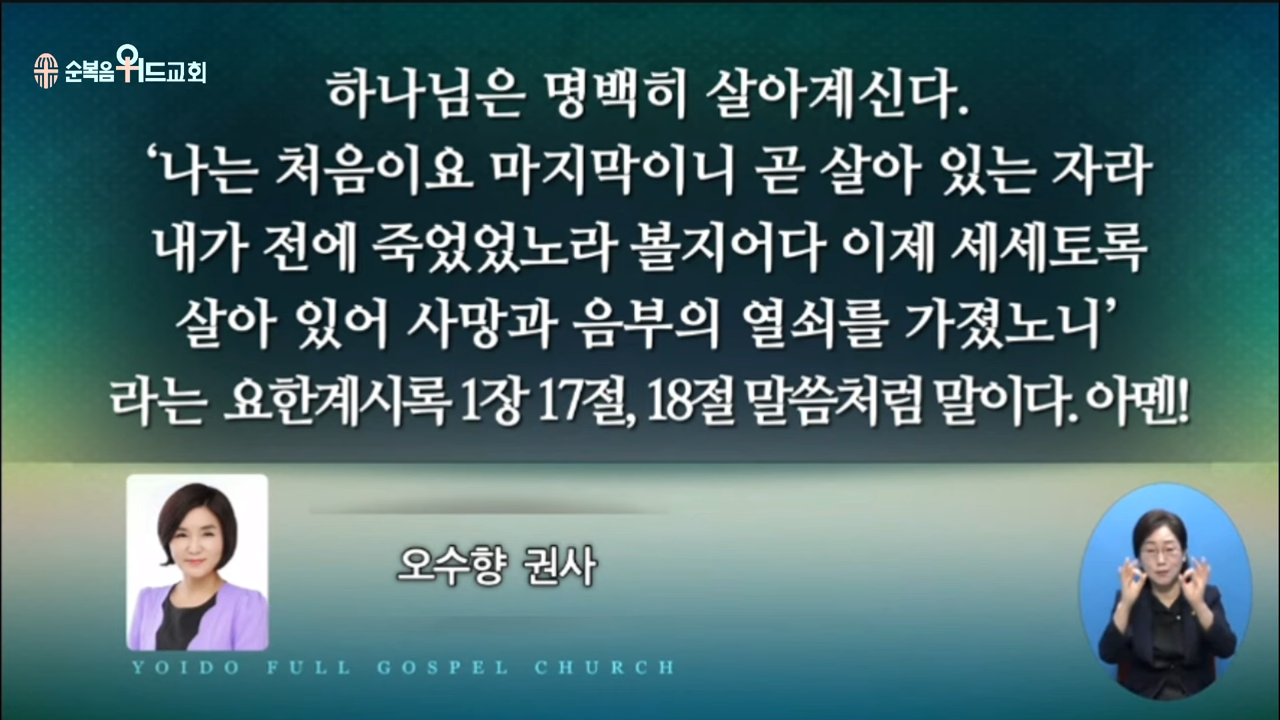 순복음위드교회
하나님은 명백히 살아계신다.
‘나는 처음이요 마지막이니 곧 살아 있는 자라
내가 전에 죽었었노라 볼지어다 이제 세세토록
살아 있어 사망과 음부의 열쇠를 가졌노니’
라는 요한계시록 1장 17절, 18절 말씀처럼 말이다. 아멘!
오수향 권사
YOIDO FULL GOSPEL CHURCH